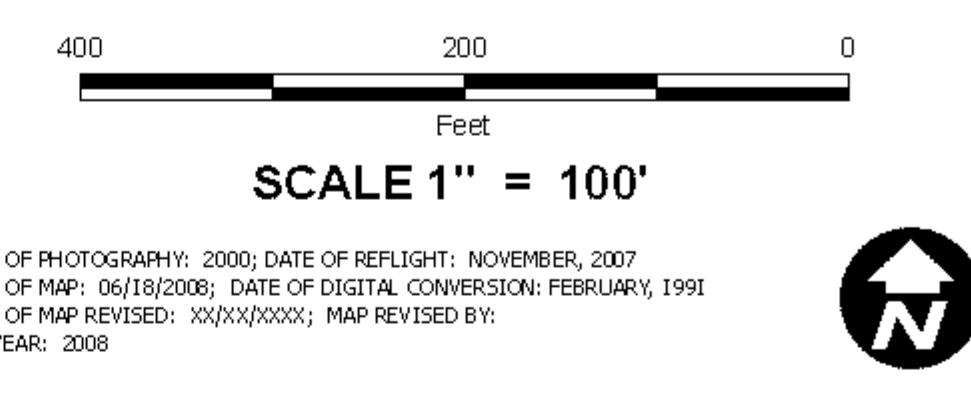 400 200 0
Feet
SCALE 1" = 100'
OF PHOTOGRAPHY: 2000; DATE OF REFLIGHT: NOVEMBER, 2007
OF MAP: 06/18/2008; DATE OF DIGITAL CONVERSION: FEBRUARY, 1991
OF MAP REVISED: XX/XX/XXXX; MAP REVISED BY:
YEAR: 2008
N